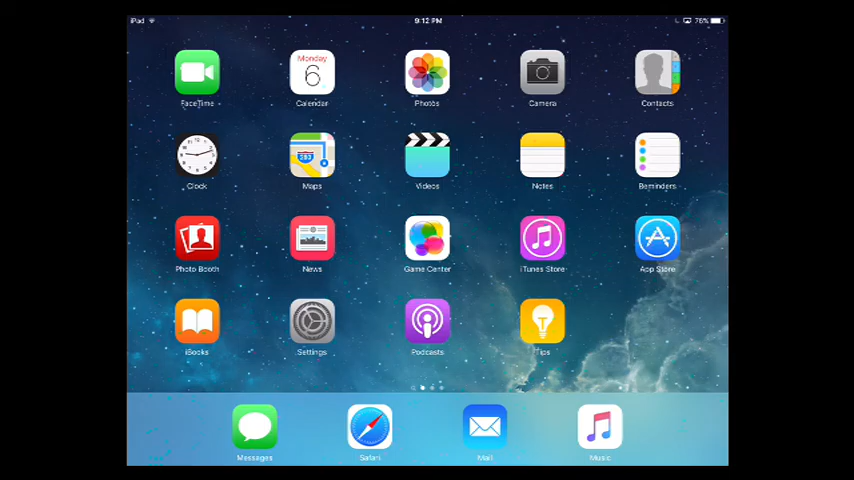 iPad 9:12 PM 76%
FaceTime Calendar Photos Camera Contacts
Monday
6
Clock Maps Videos Notes Reminders
280
Photo Booth News Game Center iTunes Store App Store
iBooks Settings Podcasts Tips
Messages Safari Mail Music